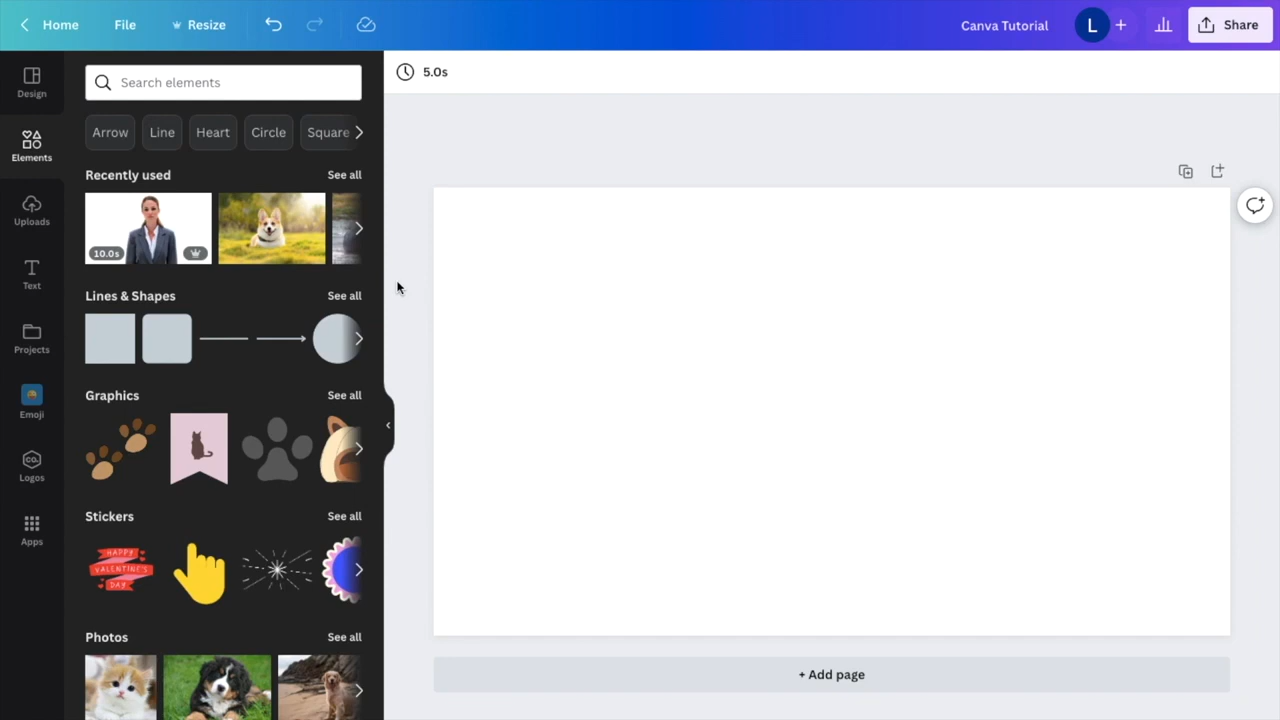 Home
File
Resize
Canva Tutorial
L
+
Share
Design
Elements
Uploads
Text
Projects
Emoji
CO.
Logos
Apps
Search elements
Arrow
Line
Heart
Circle
Square
Recently used
See all
10.0s
Lines & Shapes
See all
Graphics
See all
Stickers
See all
HAPPY
VALENTINE'S
DAY
Photos
See all
5.0s
+ Add page